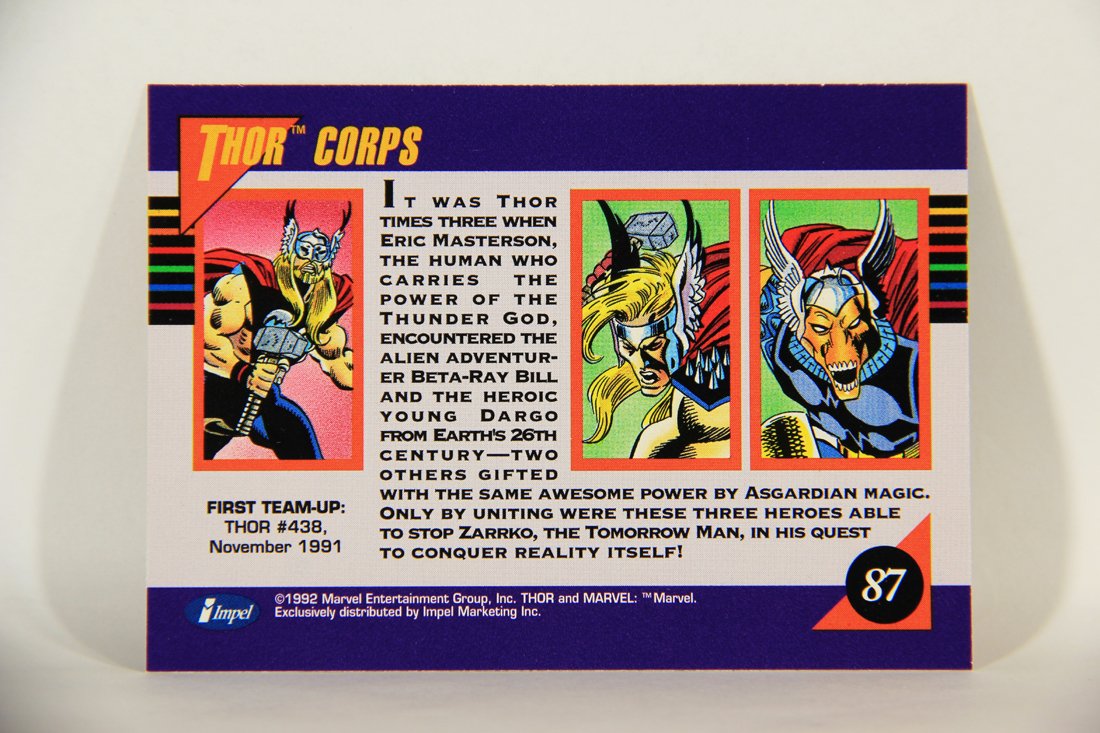 THOR™ CORPS
IT WAS THOR
TIMES THREE WHEN
ERIC MASTERSON,
THE HUMAN WHO
CARRIES THE
POWER OF THE
THUNDER GOD,
ENCOUNTERED THE
ALIEN ADVENTUR-
ER BETA-RAY BILL
AND THE HEROIC
YOUNG DARGO
FROM EARTH'S 26TH
CENTURY—TWO
OTHERS GIFTED
WITH THE SAME AWESOME POWER BY ASGARDIAN MAGIC.
ONLY BY UNITING WERE THESE THREE HEROES ABLE
TO STOP ZARRKO, THE TOMORROW MAN, IN HIS QUEST
TO CONQUER REALITY ITSELF!
FIRST TEAM-UP:
THOR #438,
November 1991
87
i Impel
©1992 Marvel Entertainment Group, Inc. THOR and MARVEL: ™Marvel.
Exclusively distributed by Impel Marketing Inc.